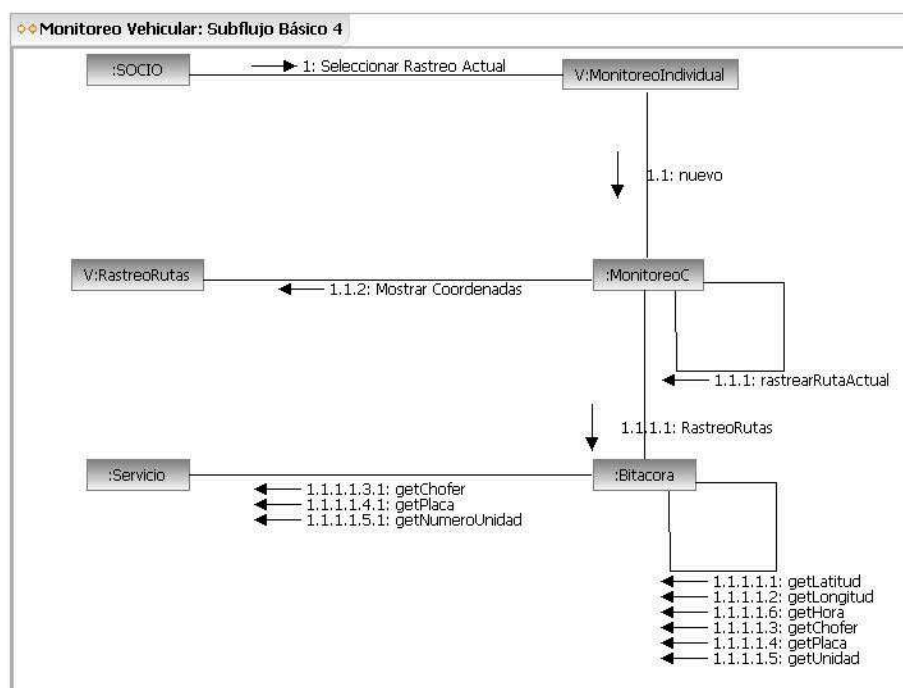 Monitoreo Vehicular: Subflujo Básico 4
:SOCIO
1: Seleccionar Rastreo Actual
V:MonitoreoIndividual
1.1: nuevo
V:RastreoRutas
:MonitoreoC
1.1.2: Mostrar Coordenadas
1.1.1: rastrearRutaActual
1.1.1.1: RastreoRutas
:Servicio
:Bitacora
1.1.1.1.3.1: getChofer
1.1.1.1.4.1: getPlaca
1.1.1.1.5.1: getNumeroUnidad
1.1.1.1.1: getLatitud
1.1.1.1.2: getLongitud
1.1.1.1.6: getHora
1.1.1.1.3: getChofer
1.1.1.1.4: getPlaca
1.1.1.1.5: getUnidad